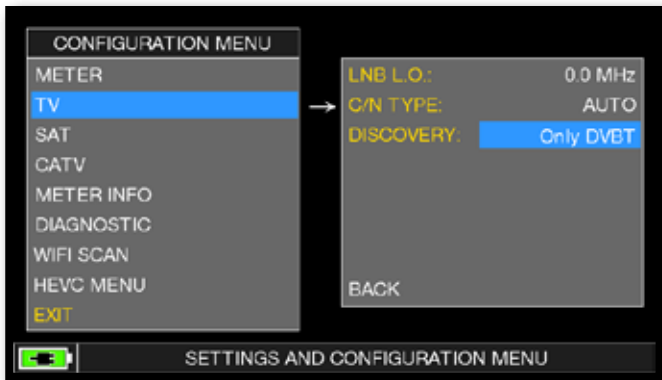 CONFIGURATION MENU
METER
TV
SAT
CATV
METER INFO
DIAGNOSTIC
WIFI SCAN
HEVC MENU
EXIT
→
LNB L.O.: 0.0 MHz
C/N TYPE: AUTO
DISCOVERY: Only DVBT
BACK
SETTINGS AND CONFIGURATION MENU